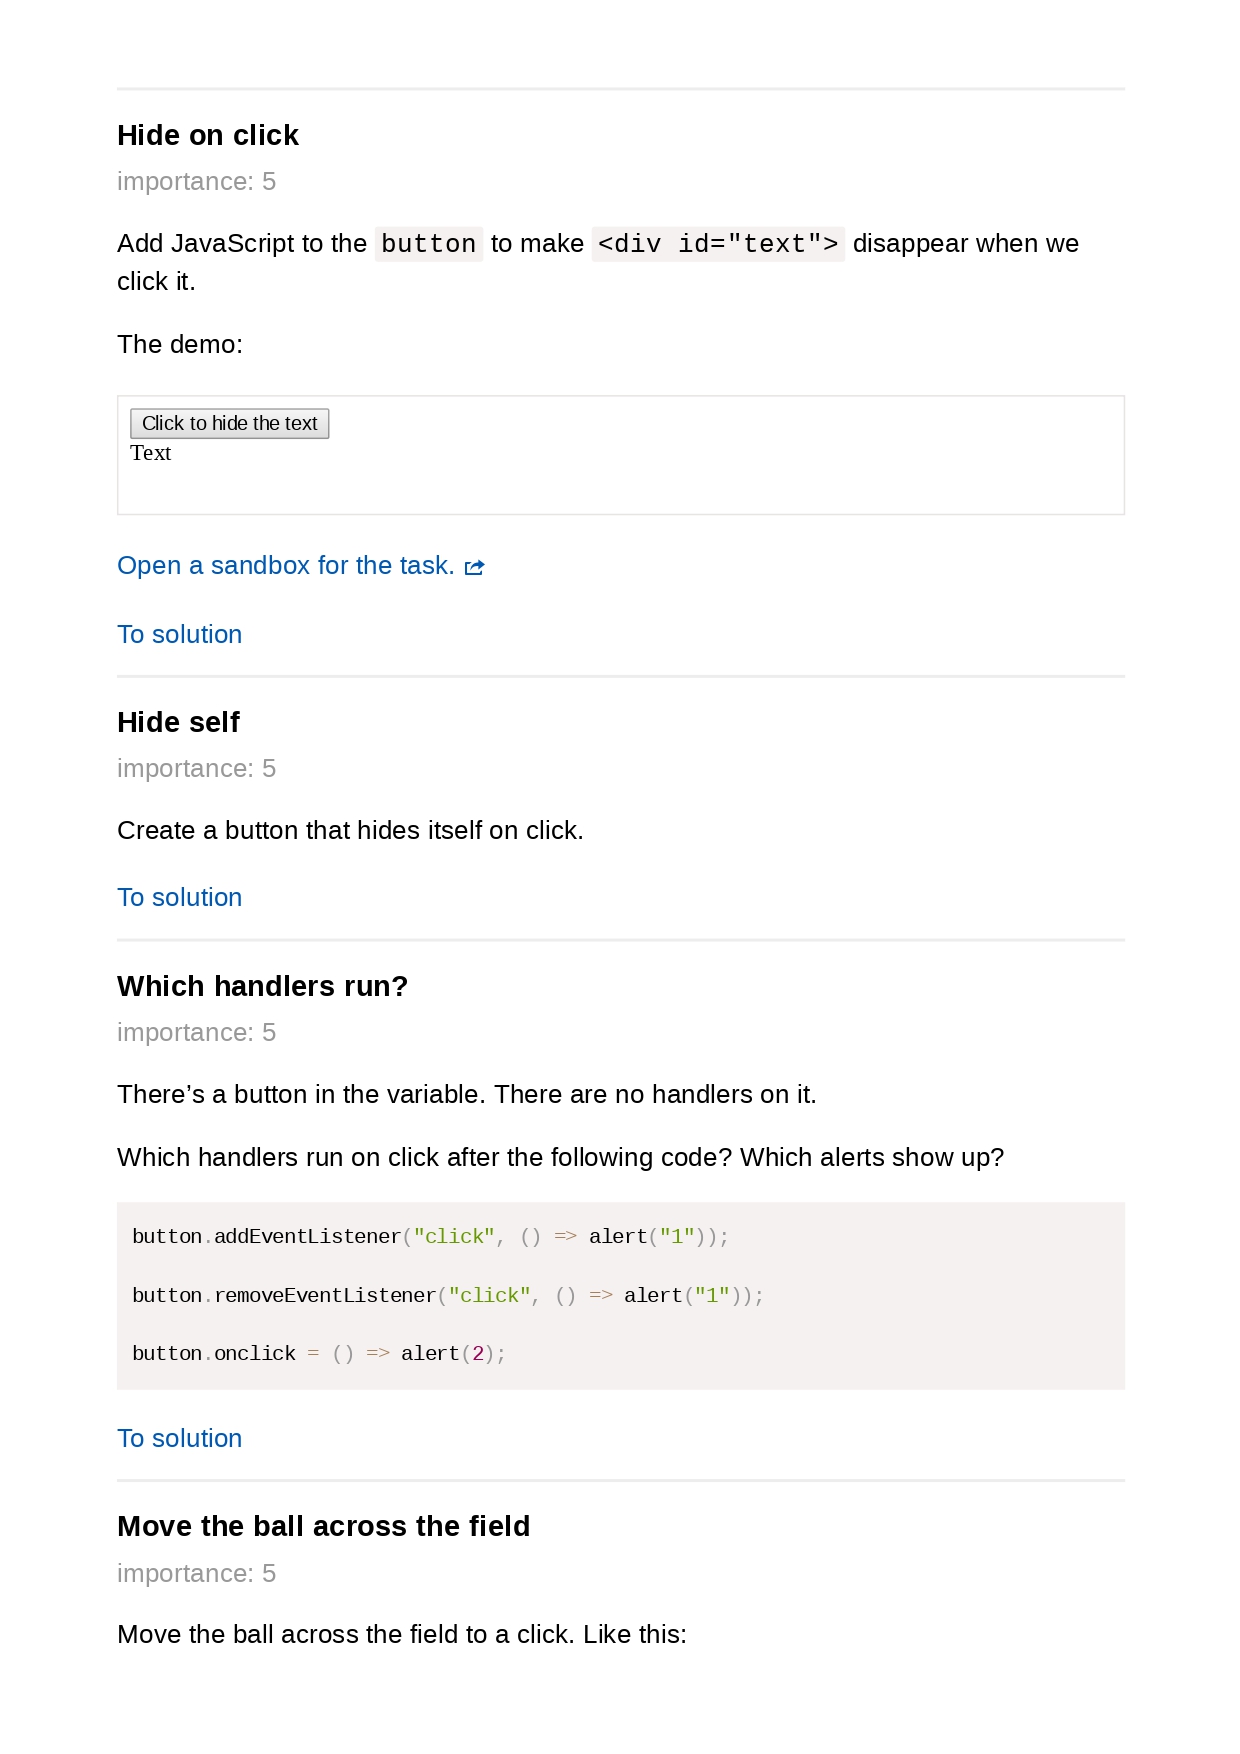 Hide on click
importance: 5
Add JavaScript to the button to make <div id="text"> disappear when we
click it.
The demo:
Click to hide the text
Text
Open a sandbox for the task.
To solution
Hide self
importance: 5
Create a button that hides itself on click.
To solution
Which handlers run?
importance: 5
There’s a button in the variable. There are no handlers on it.
Which handlers run on click after the following code? Which alerts show up?
button.addEventListener("click", () => alert("1"));
button.removeEventListener("click", () => alert("1"));
button.onclick = () => alert(2);
To solution
Move the ball across the field
importance: 5
Move the ball across the field to a click. Like this: